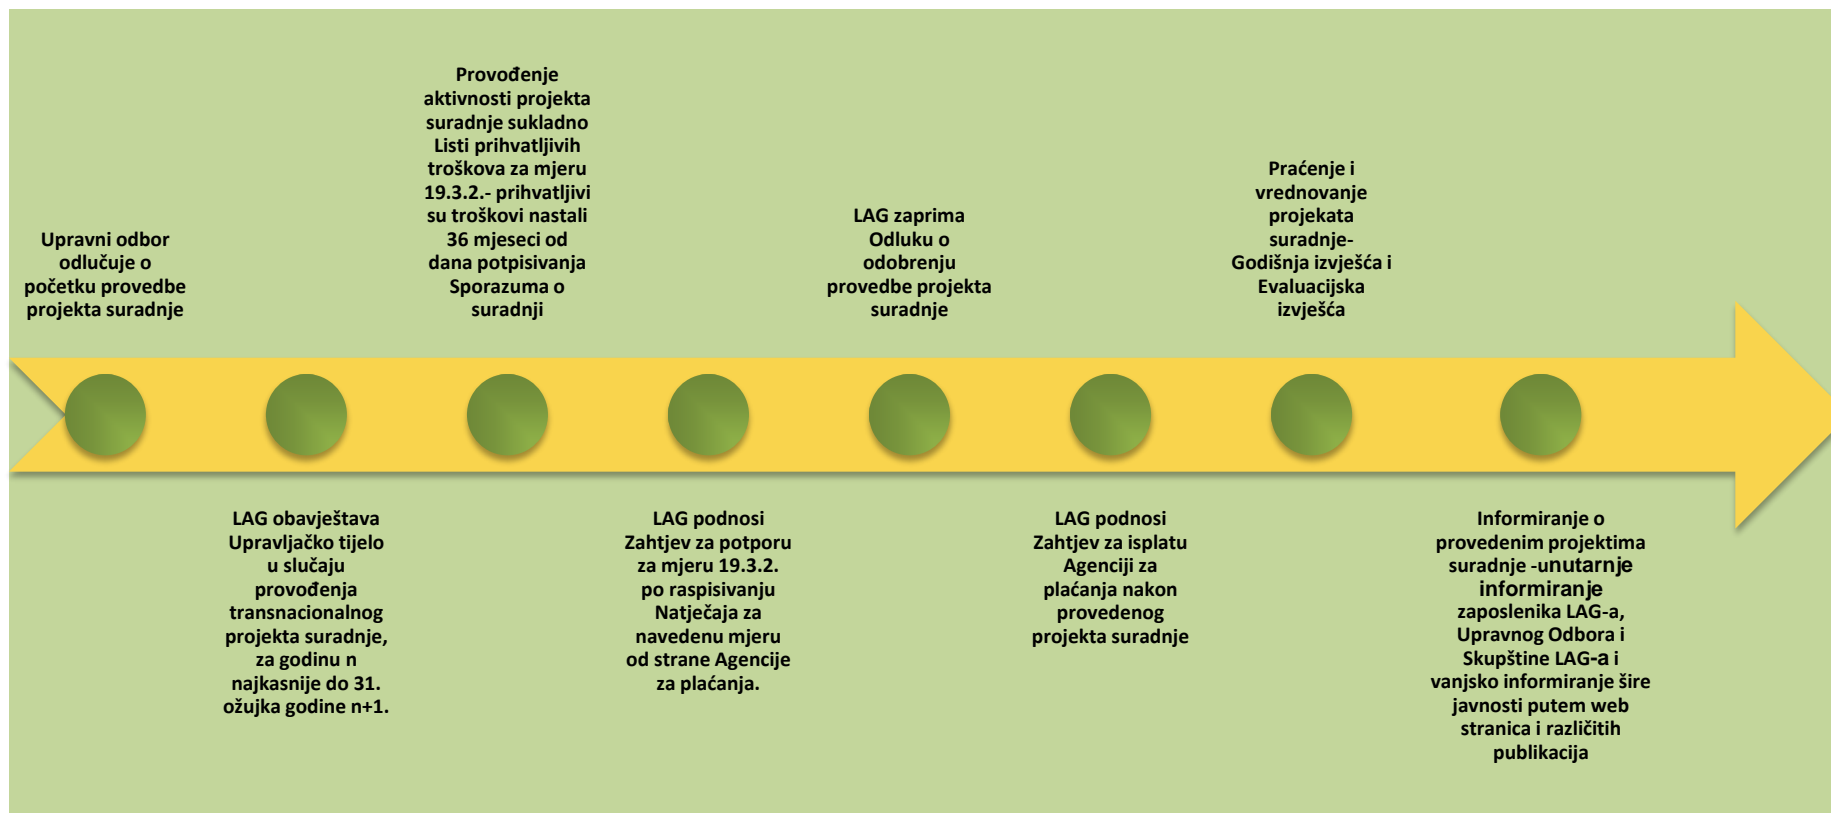 Upravni odbor
odlučuje o
početku provedbe
projekta suradnje
LAG obavještava
Upravljačko tijelo
u slučaju
provođenja
transnacionalnog
projekta suradnje,
za godinu n
najkasnije do 31.
ožujka godine n+1.
Provođenje
aktivnosti projekta
suradnje sukladno
Listi prihvatljivih
troškova za mjeru
19.3.2.- prihvatljivi
su troškovi nastali
36 mjeseci od
dana potpisivanja
Sporazuma o
suradnji
LAG podnosi
Zahtjev za potporu
za mjeru 19.3.2.
po raspisivanju
Natječaja za
navedenu mjeru
od strane Agencije
za plaćanja.
LAG zaprima
Odluku o
odobrenju
provedbe projekta
suradnje
LAG podnosi
Zahtjev za isplatu
Agenciji za
plaćanja nakon
provedenog
projekta suradnje
Praćenje i
vrednovanje
projekata
suradnje-
Godišnja izvješća i
Evaluacijska
izvješća
Informiranje o
provedenim projektima
suradnje -unutarnje
informiranje
zaposlenika LAG-a,
Upravnog Odbora i
Skupštine LAG-a i
vanjsko informiranje šire
javnosti putem web
stranica i različitih
publikacija